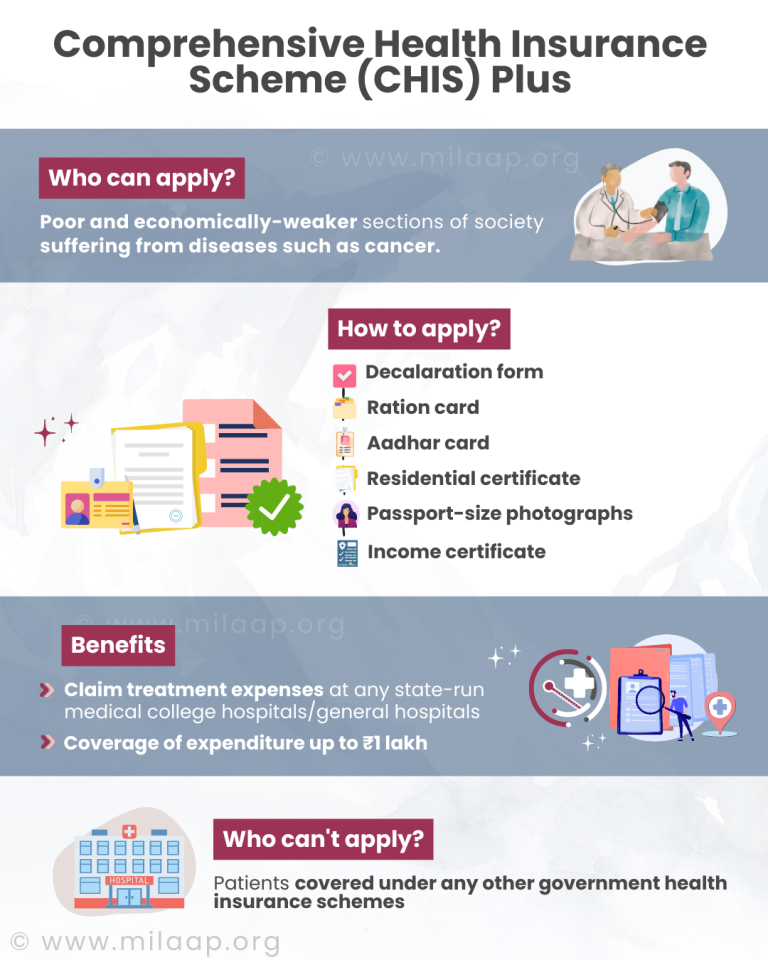 Comprehensive Health Insurance
Scheme (CHIS) Plus
© www.milaap.org
Who can apply?
Poor and economically-weaker sections of society
suffering from diseases such as cancer.
How to apply?
Decalaration form
Ration card
Aadhar card
Residential certificate
Passport-size photographs
Income certificate
© www.milaap.org
Benefits
Claim treatment expenses at any state-run
medical college hospitals/general hospitals
Coverage of expenditure up to ₹1 lakh
HOSPITAL
Who can't apply?
Patients covered under any other government health
insurance schemes
© www.milaap.org